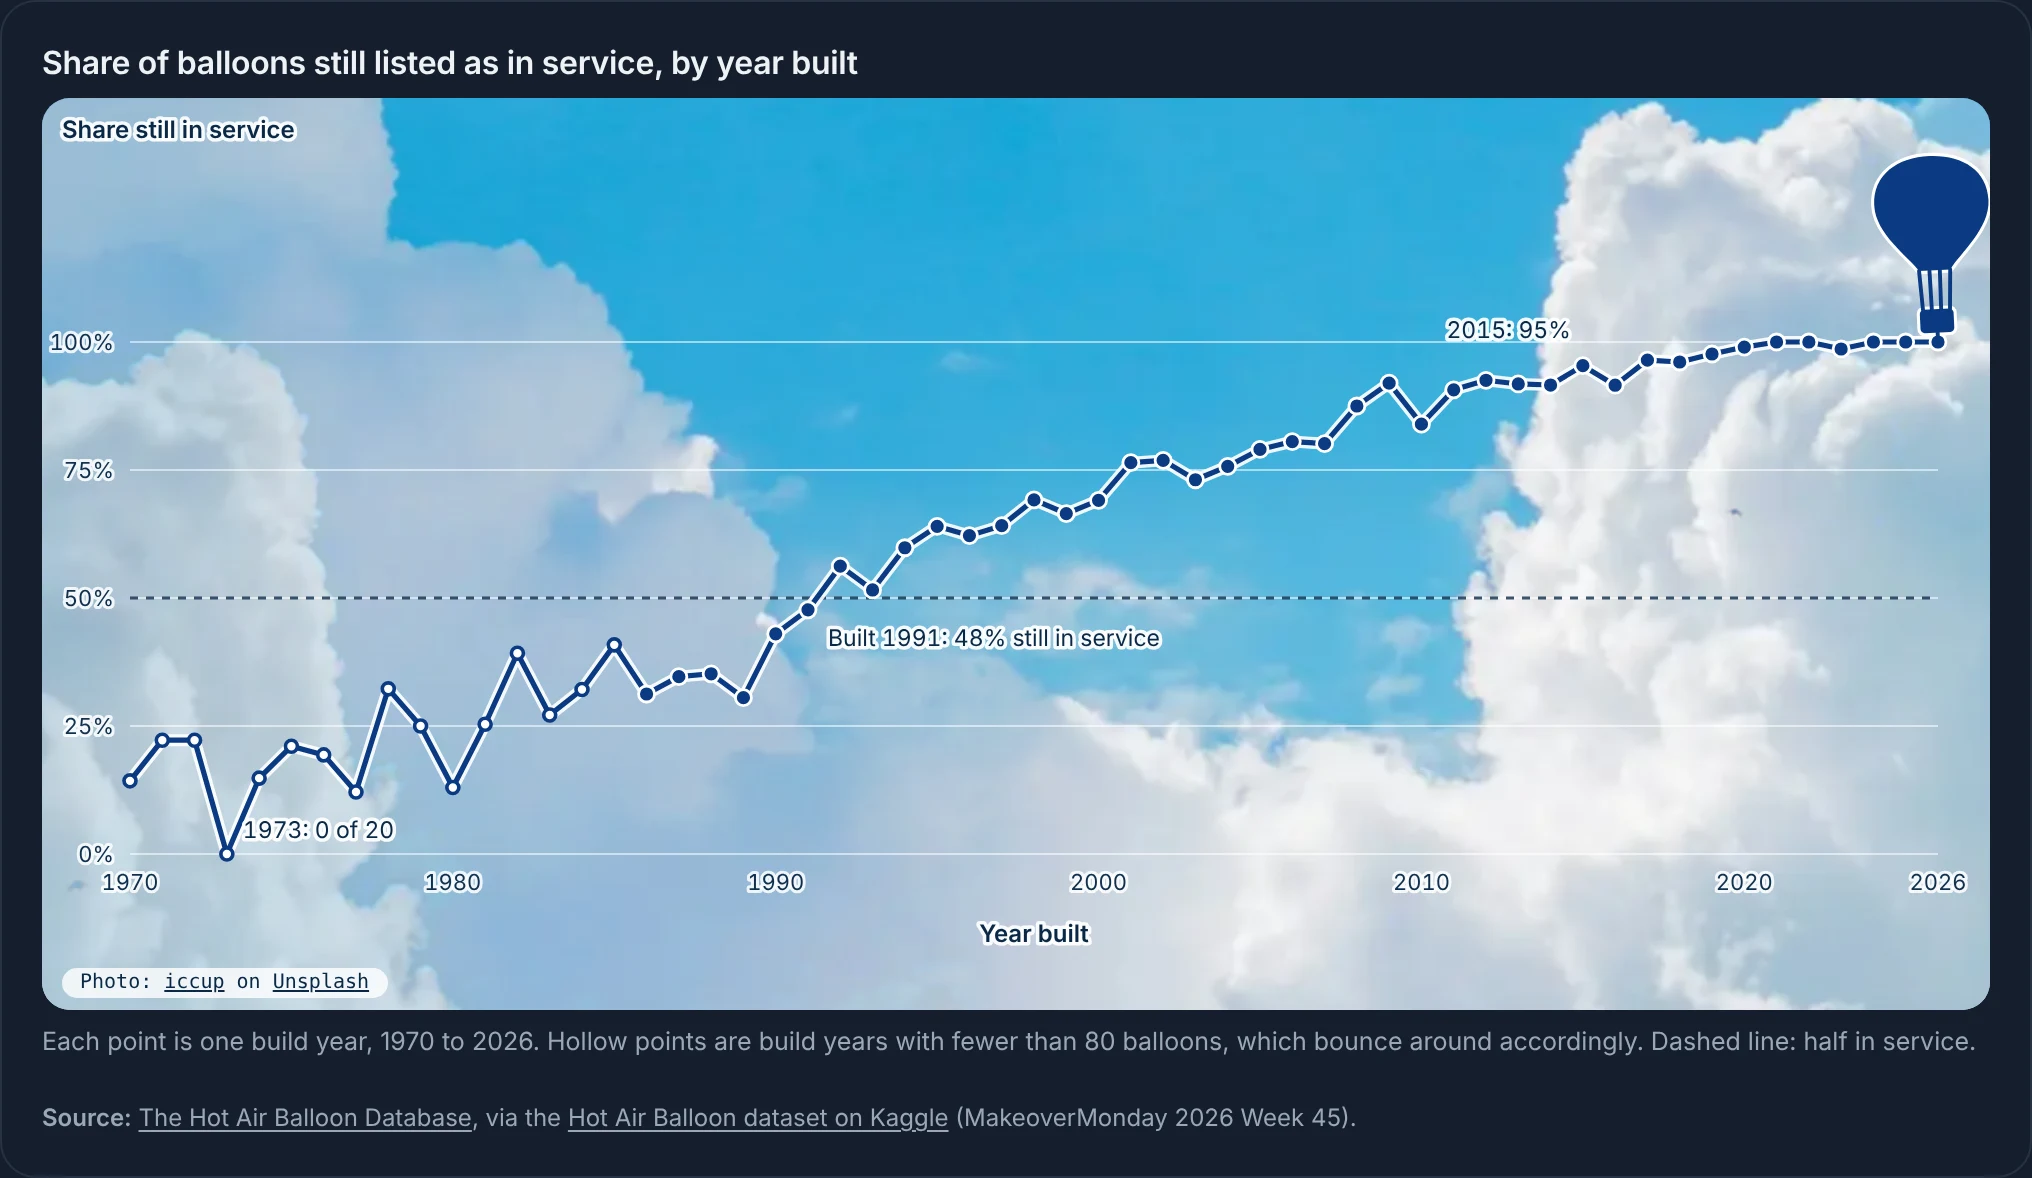 Share of balloons still listed as in service, by year built
Share still in service
2015: 95%
100%
75%
50%
Built 1991: 48% still in service
25%
1973: 0 of 20
0%
1970 1980 1990 2000 2010 2020 2026
Year built
Photo: iccup on Unsplash
Each point is one build year, 1970 to 2026. Hollow points are build years with fewer than 80 balloons, which bounce around accordingly. Dashed line: half in service.
Source: The Hot Air Balloon Database, via the Hot Air Balloon dataset on Kaggle (MakeoverMonday 2026 Week 45).